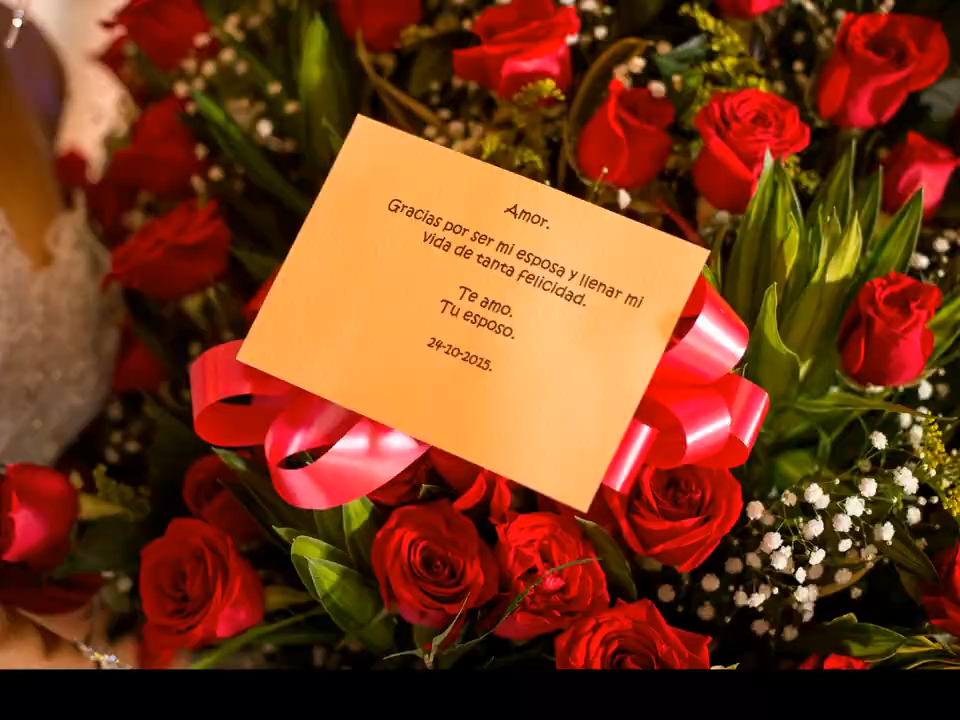 Amor.
Gracias por ser mi esposa y llenar mi
vida de tanta felicidad.
Te amo.
Tu esposo.
24-10-2015.